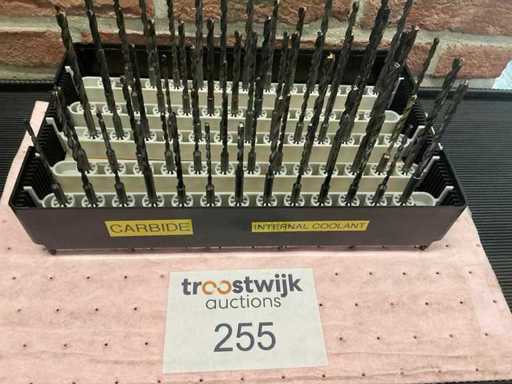 CARBIDE
INTERNAL COOLANT
troostwijk
auctions
255